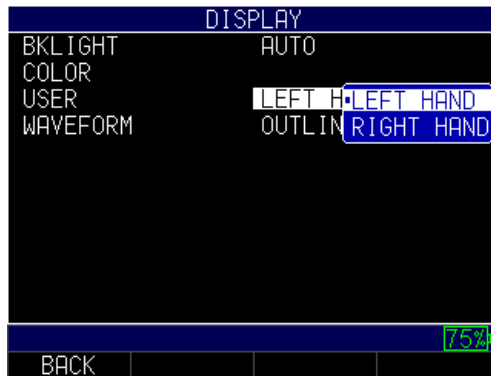 DISPLAY
BKLIGHT AUTO
COLOR
USER LEFT H LEFT HAND
WAVEFORM OUTLIN RIGHT HAND
75%
BACK